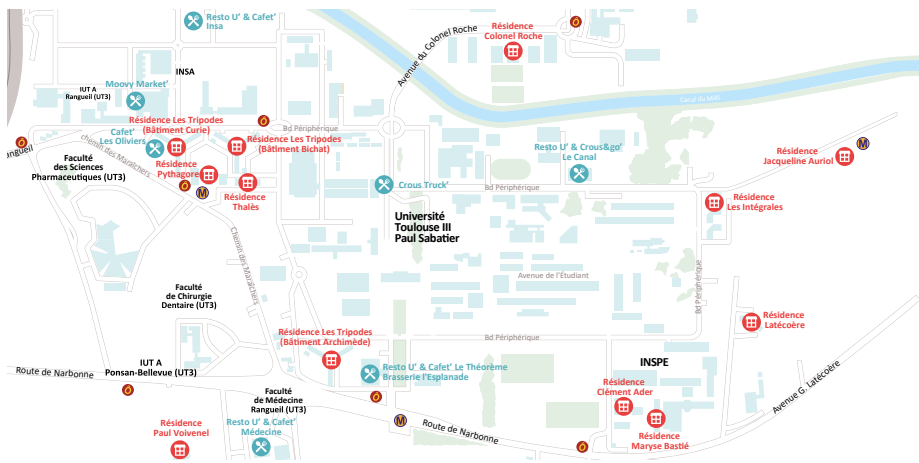 Resto U' & Cafet'
Insa
Résidence
Colonel Roche
Avenue du Colonel Roche
INSA
Moovy Market'
IUT A
Rangueil (UT3)
Canal du Midi
Résidence Les Tripodes
(Bâtiment Curie)
Bd Périphérique
Cafet'
Les Oliviers
Résidence Les Tripodes
(Bâtiment Bichat)
chemin des Maraîchers
Resto U' & Crous&go'
Le Canal
Résidence
Jacqueline Auriol
Faculté
des Sciences
Pharmaceutiques (UT3)
Résidence
Pythagore
Crous Truck'
Bd Périphérique
Résidence
Thalès
Résidence
Les Intégrales
Université
Toulouse III
Paul Sabatier
Chemin des Maraîchers
Avenue de l'Étudiant
Bd Périphérique
Faculté
de Chirurgie
Dentaire (UT3)
Résidence
Latécoère
Résidence Les Tripodes
(Bâtiment Archimède)
Bd Périphérique
IUT A
Ponsan-Bellevue (UT3)
Route de Narbonne
Resto U' & Cafet' Le Théorème
Brasserie l'Esplanade
INSPE
Résidence
Clément Ader
Avenue G. Latécoère
Faculté
de Médecine
Rangueil (UT3)
Résidence
Paul Voivenel
Resto U' & Cafet'
Médecine
Route de Narbonne
Résidence
Maryse Bastié
M
M
M